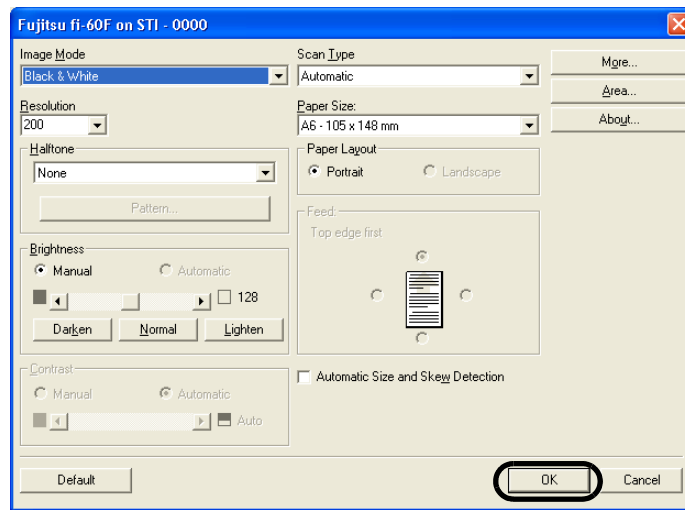 Fujitsu fi-60F on STI - 0000
Image Mode
Black & White
Scan Type
Automatic
More...
Area...
About...
Resolution
200
Paper Size:
A6 - 105 x 148 mm
Halftone
None
Pattern...
Paper Layout
Portrait
Landscape
Feed:
Top edge first
Brightness
Manual
Automatic
128
Darken
Normal
Lighten
Contrast
Manual
Automatic
Auto
Automatic Size and Skew Detection
Default
OK
Cancel